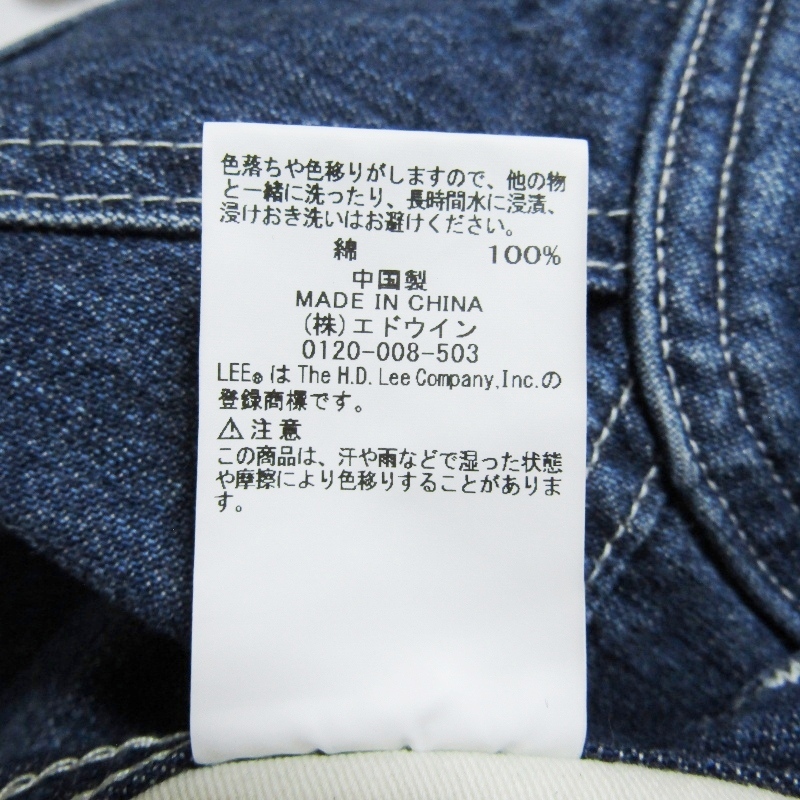 色落ちや色移りがしますので、他の物
と一緒に洗ったり、長時間水に浸漬、
浸けおき洗いはお避けください。
綿 100%
中国製
MADE IN CHINA
(株)エドウイン
0120-008-503
LEE® は The H.D. Lee Company,Inc.の
登録商標です。
⚠注意
この商品は、汗や雨などで湿った状態
や摩擦により色移りすることがありま
す。